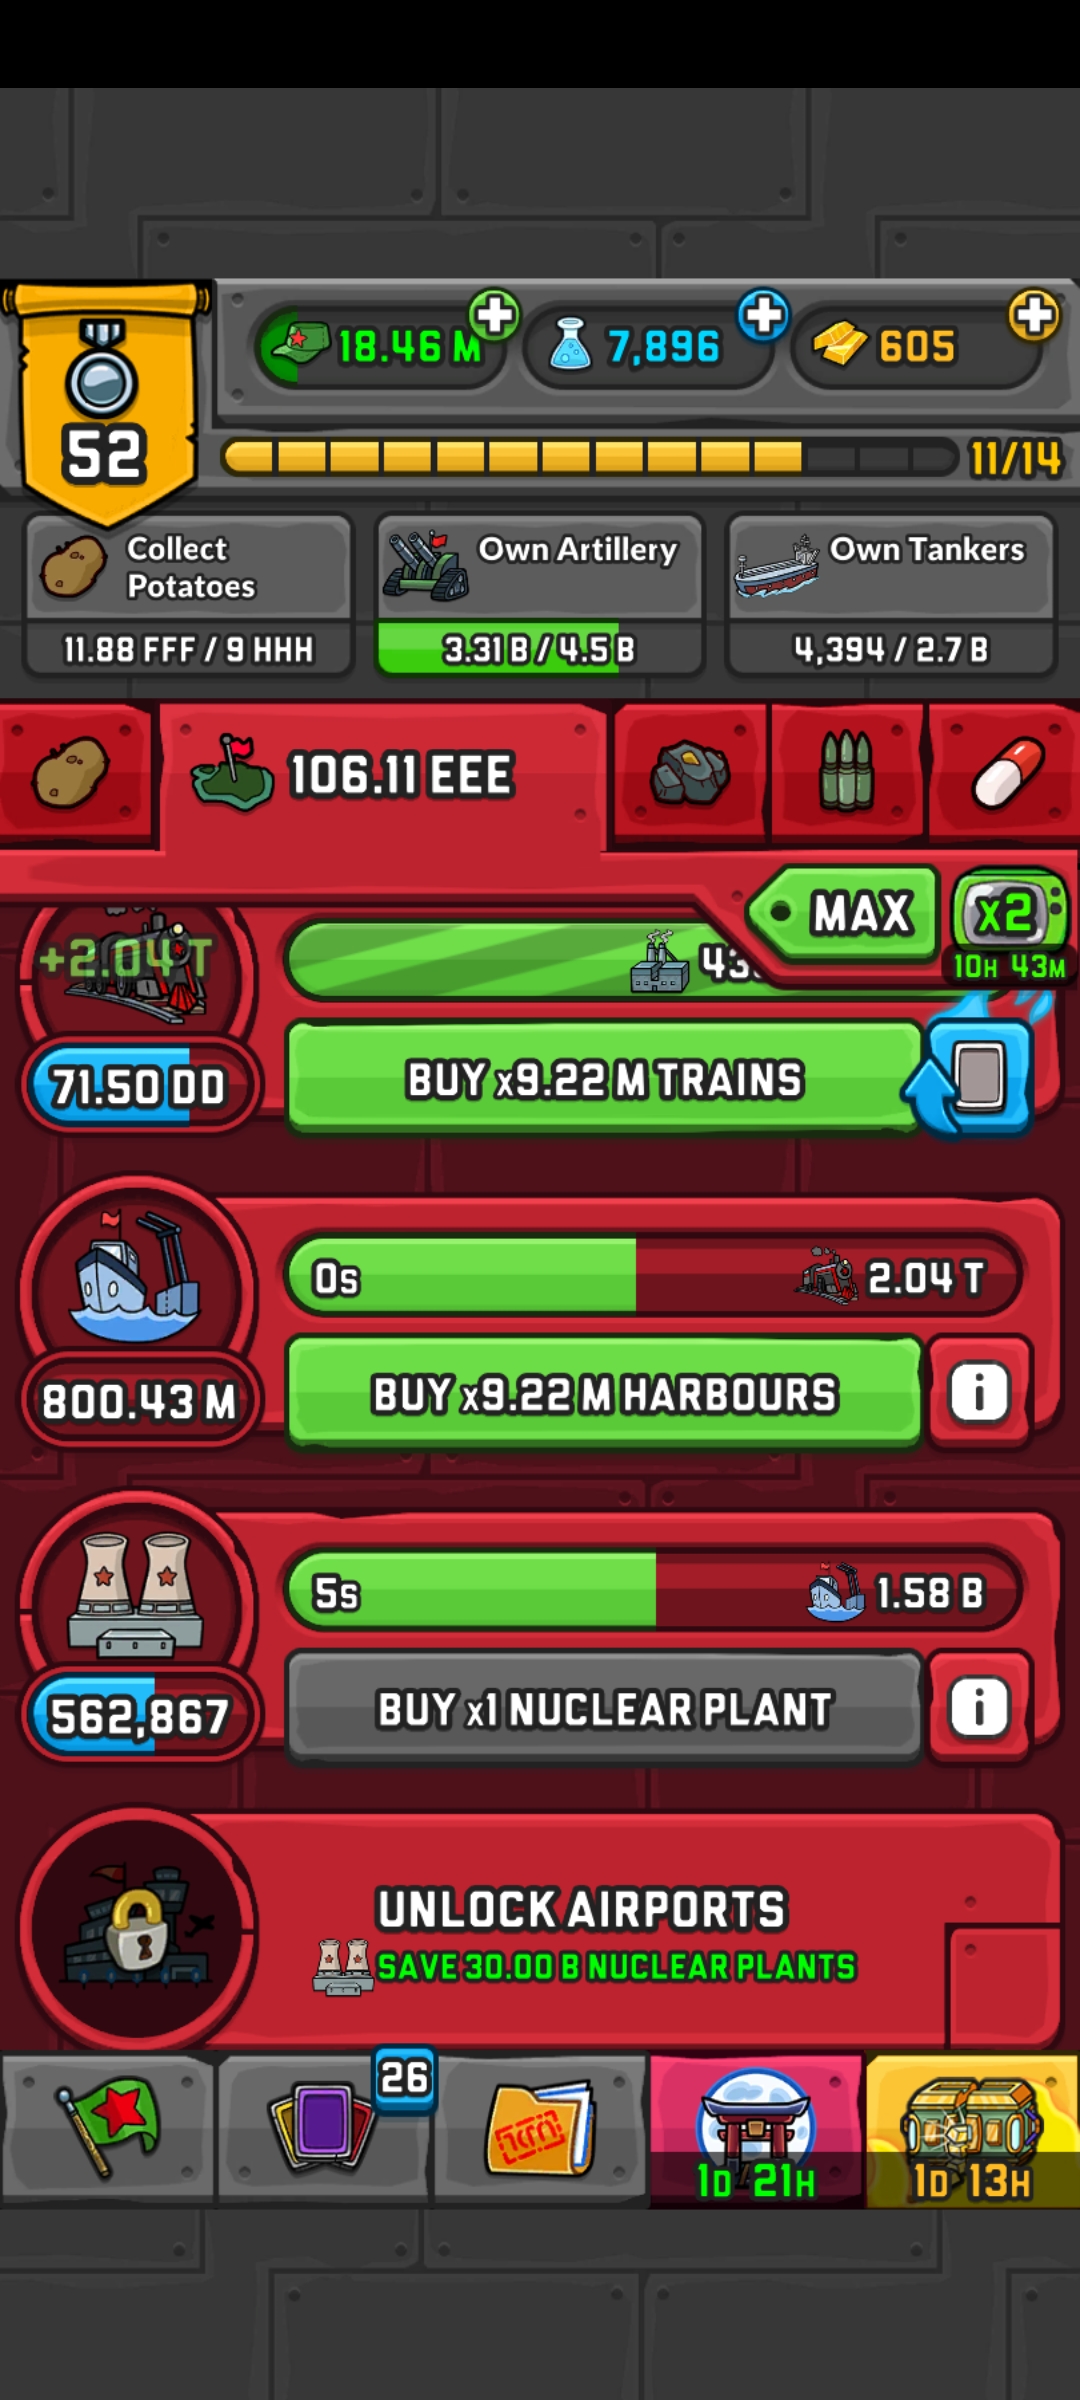 18.46 M
7,896
605
52
11/14
Collect
Potatoes
Own Artillery
Own Tankers
11.88 FFF / 9 HHH
3.31 B / 4.5 B
4,394 / 2.7 B
106.11 EEE
MAX
x2
10H 43M
+2.04 T
71.50 DD
BUY x9.22 M TRAINS
0s
2.04 T
800.43 M
BUY x9.22 M HARBOURS
i
5s
1.58 B
562,867
BUY x1 NUCLEAR PLANT
i
UNLOCK AIRPORTS
SAVE 30.00 B NUCLEAR PLANTS
26
1D 21H
1D 13H